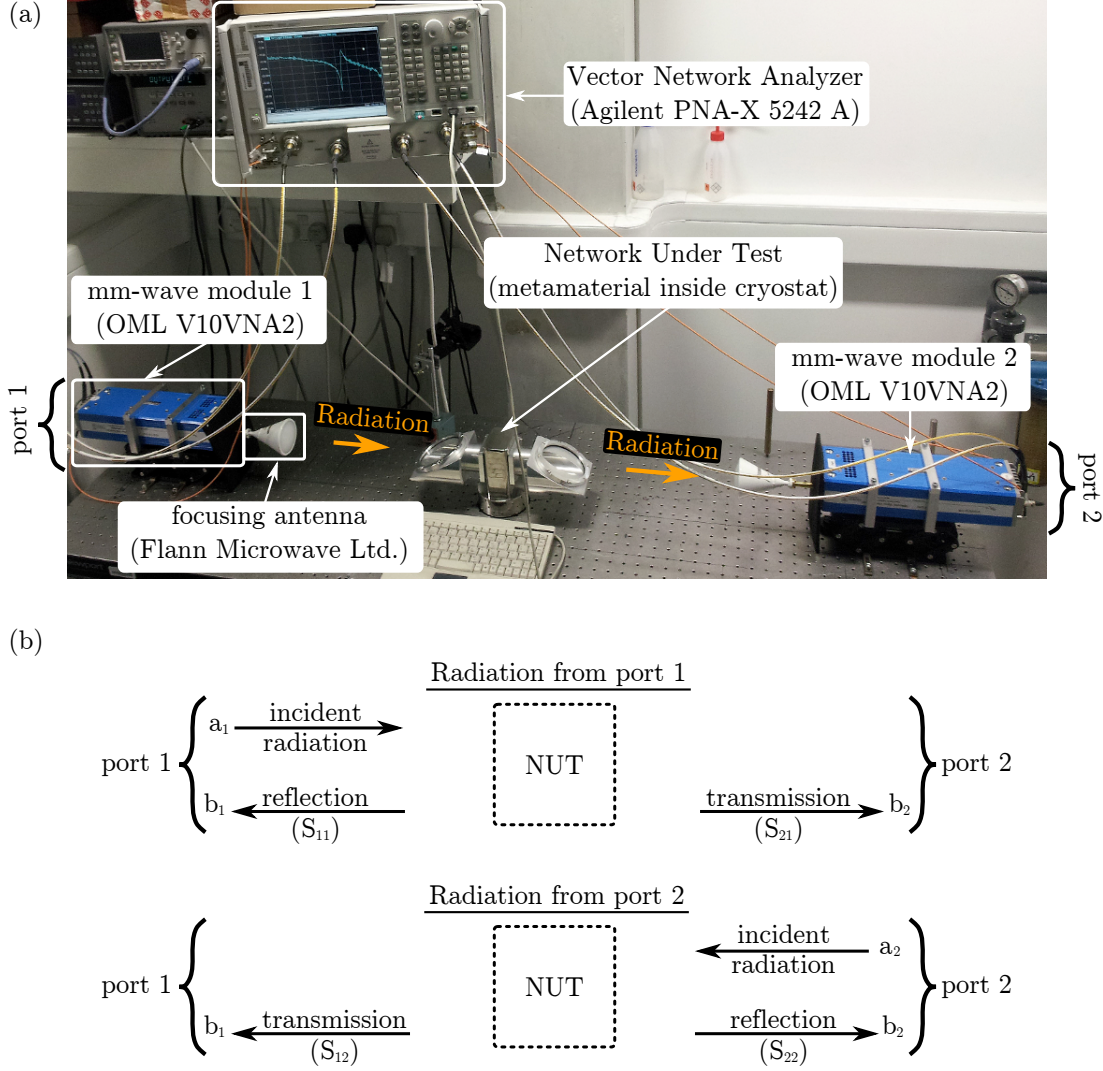 (a)
Vector Network Analyzer
(Agilent PNA-X 5242 A)
Network Under Test
(metamaterial inside cryostat)
mm-wave module 1
(OML V10VNA2)
mm-wave module 2
(OML V10VNA2)
port 1
Radiation
Radiation
port 2
focusing antenna
(Flann Microwave Ltd.)
(b)
Radiation from port 1
port 1
a₁
incident
radiation
NUT
port 2
b₁
reflection
(S₁₁)
transmission
(S₂₁)
b₂
Radiation from port 2
port 1
NUT
incident
radiation
a₂
port 2
b₁
transmission
(S₁₂)
reflection
(S₂₂)
b₂